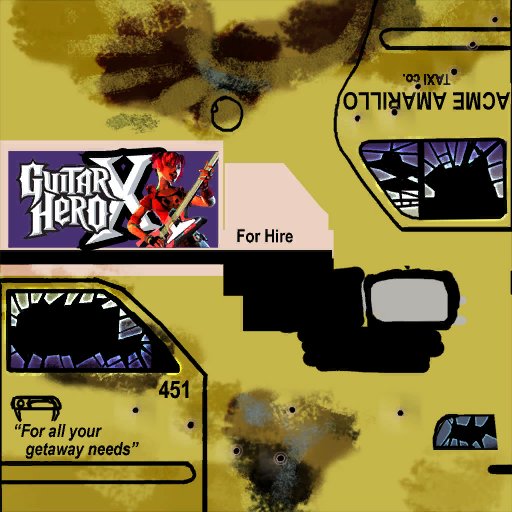 TAXI co.
ACME AMARILLO
GUITAR
HERO X
For Hire
451
“For all your
getaway needs”